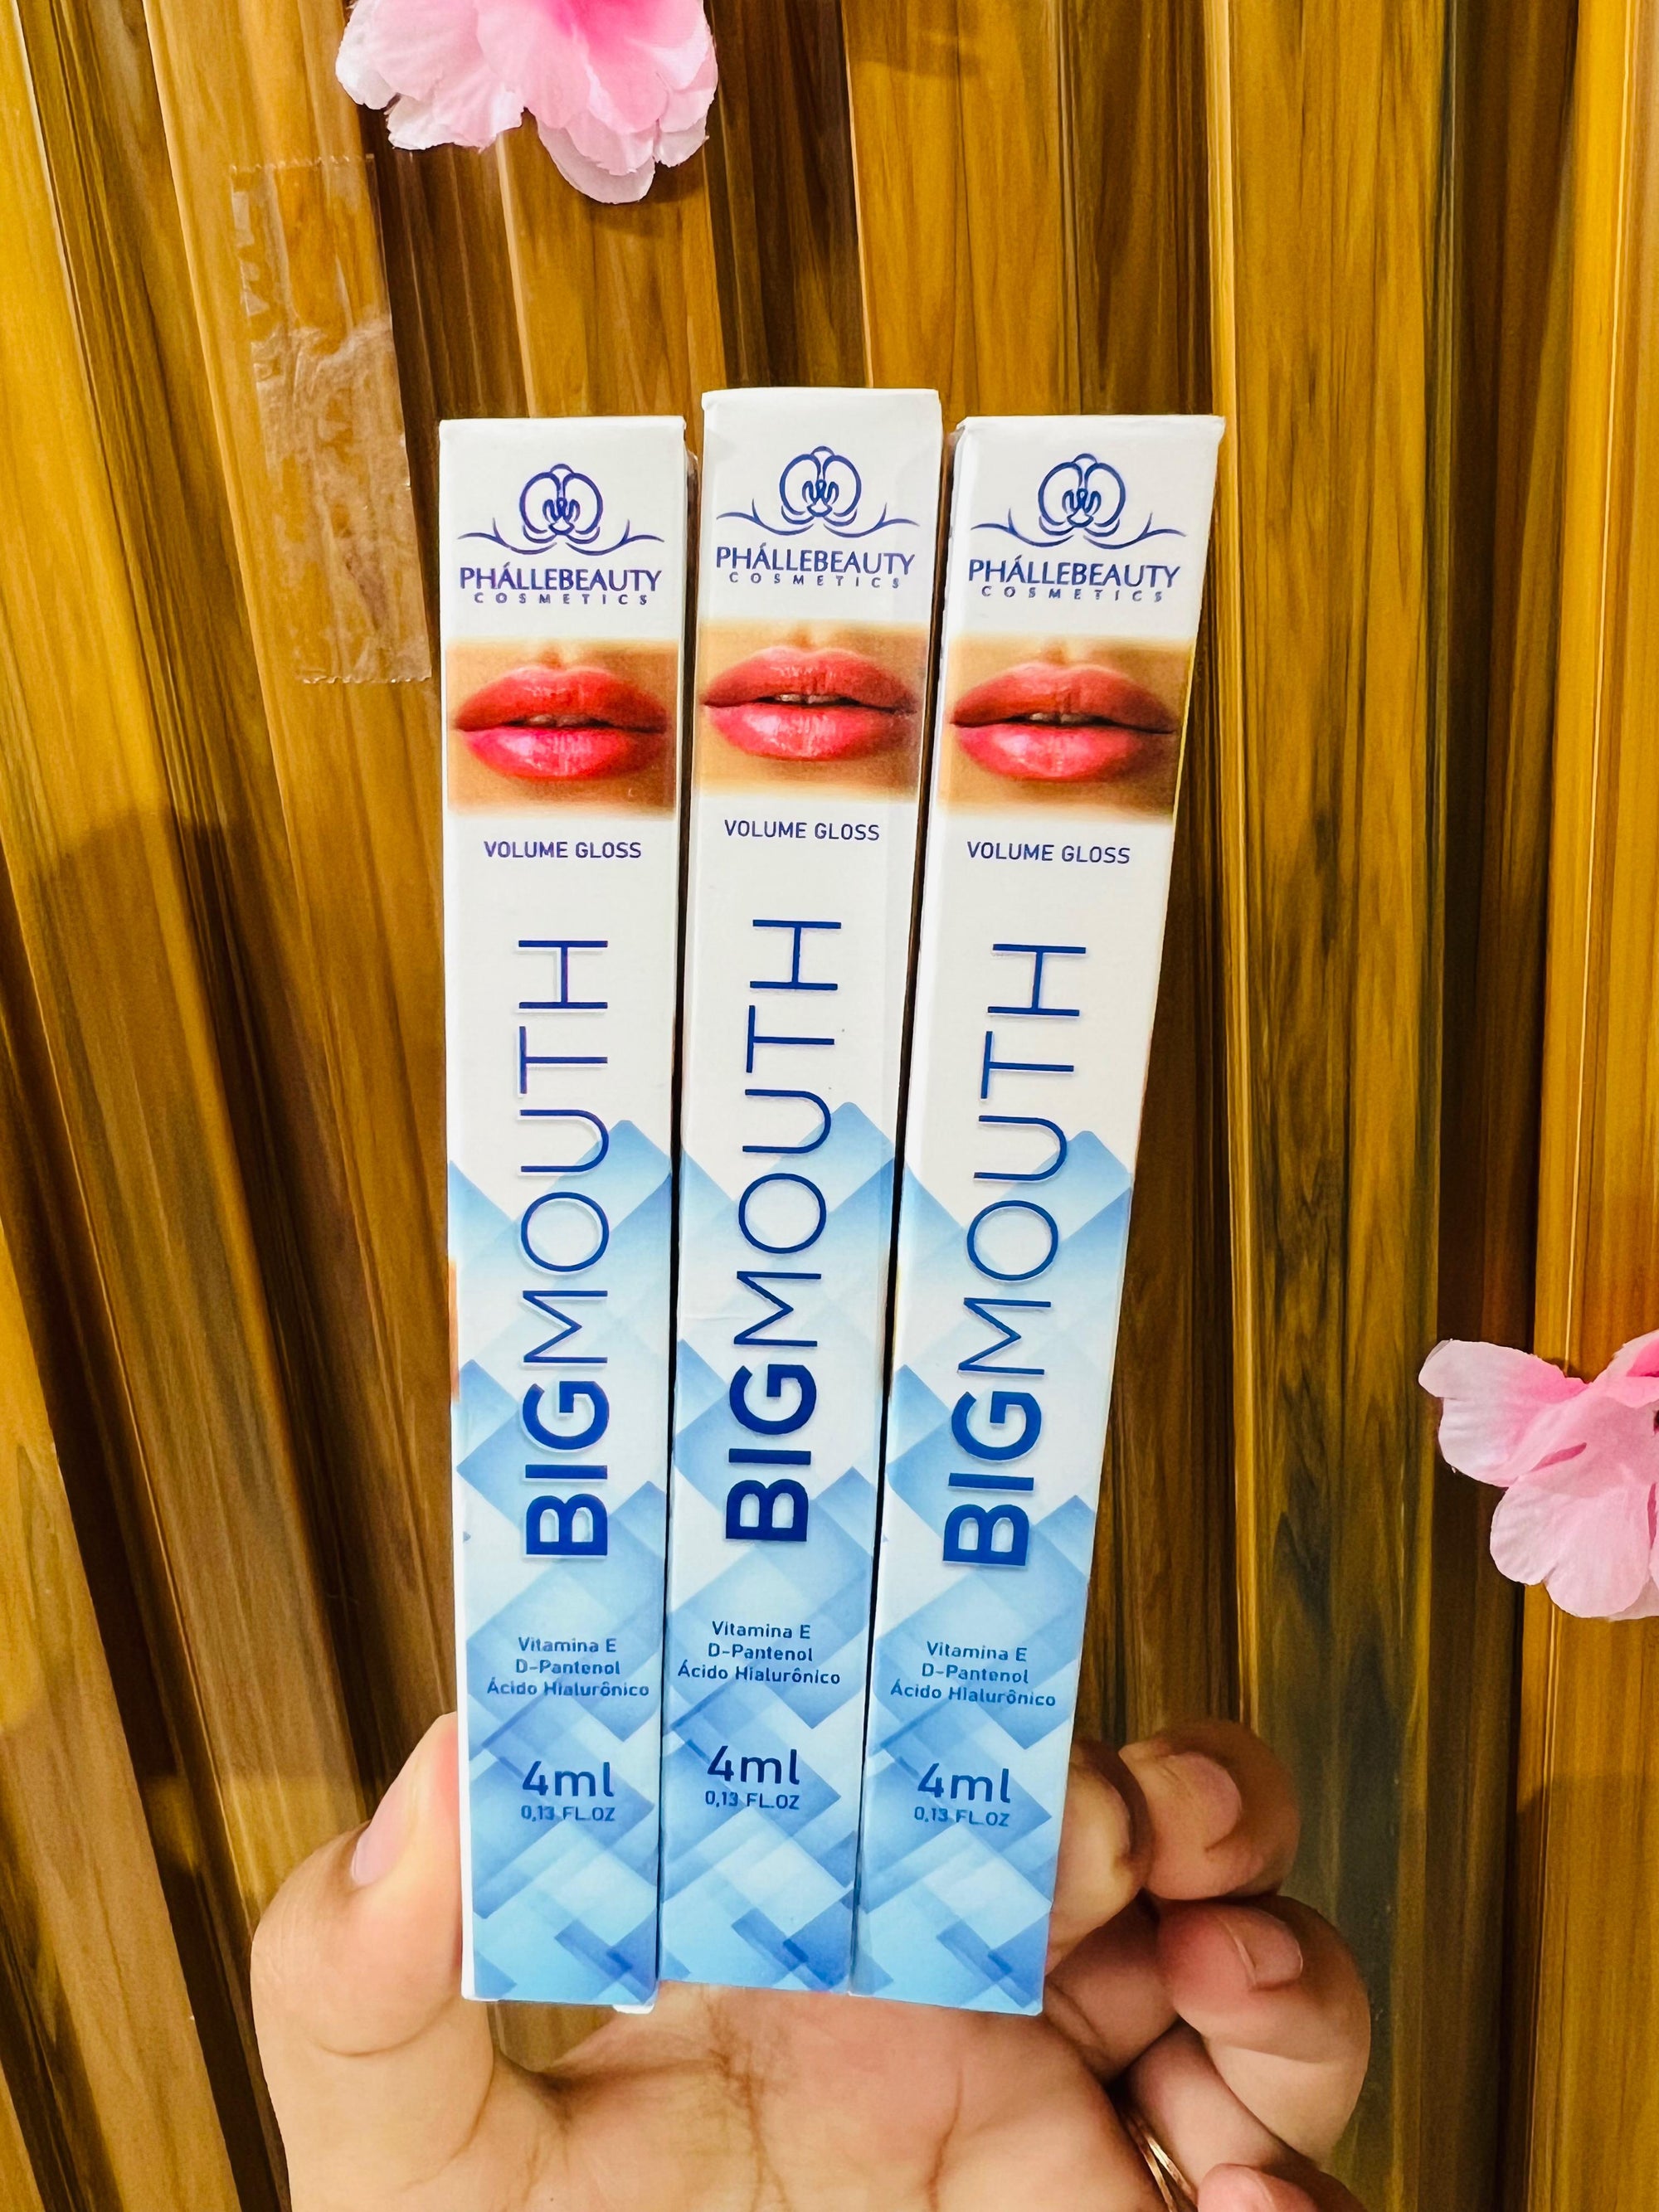 PHÁLLEBEAUTY
COSMETICS
VOLUME GLOSS
BIGMOUTH
Vitamina E
D-Pantenol
Ácido Hialurônico
4ml
0,13 FL.OZ
PHÁLLEBEAUTY
COSMETICS
VOLUME GLOSS
BIGMOUTH
Vitamina E
D-Pantenol
Ácido Hialurônico
4ml
0,13 FL.OZ
PHÁLLEBEAUTY
COSMETICS
VOLUME GLOSS
BIGMOUTH
Vitamina E
D-Pantenol
Ácido Hialurônico
4ml
0,13 FL.OZ